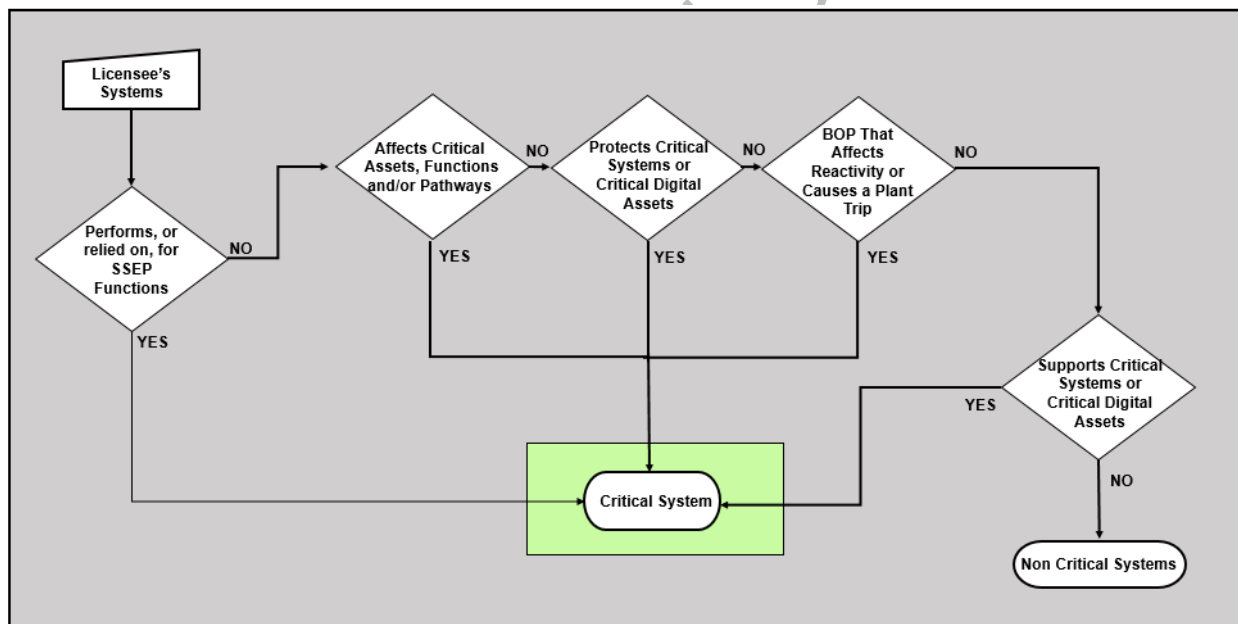 Licensee's
Systems
Performs, or
relied on, for
SSEP
Functions
NO
YES
Affects Critical
Assets, Functions
and/or Pathways
NO
YES
Protects Critical
Systems or
Critical Digital
Assets
NO
YES
BOP That
Affects
Reactivity or
Causes a Plant
Trip
NO
YES
Supports Critical
Systems or
Critical Digital
Assets
YES
NO
Critical System
Non Critical Systems